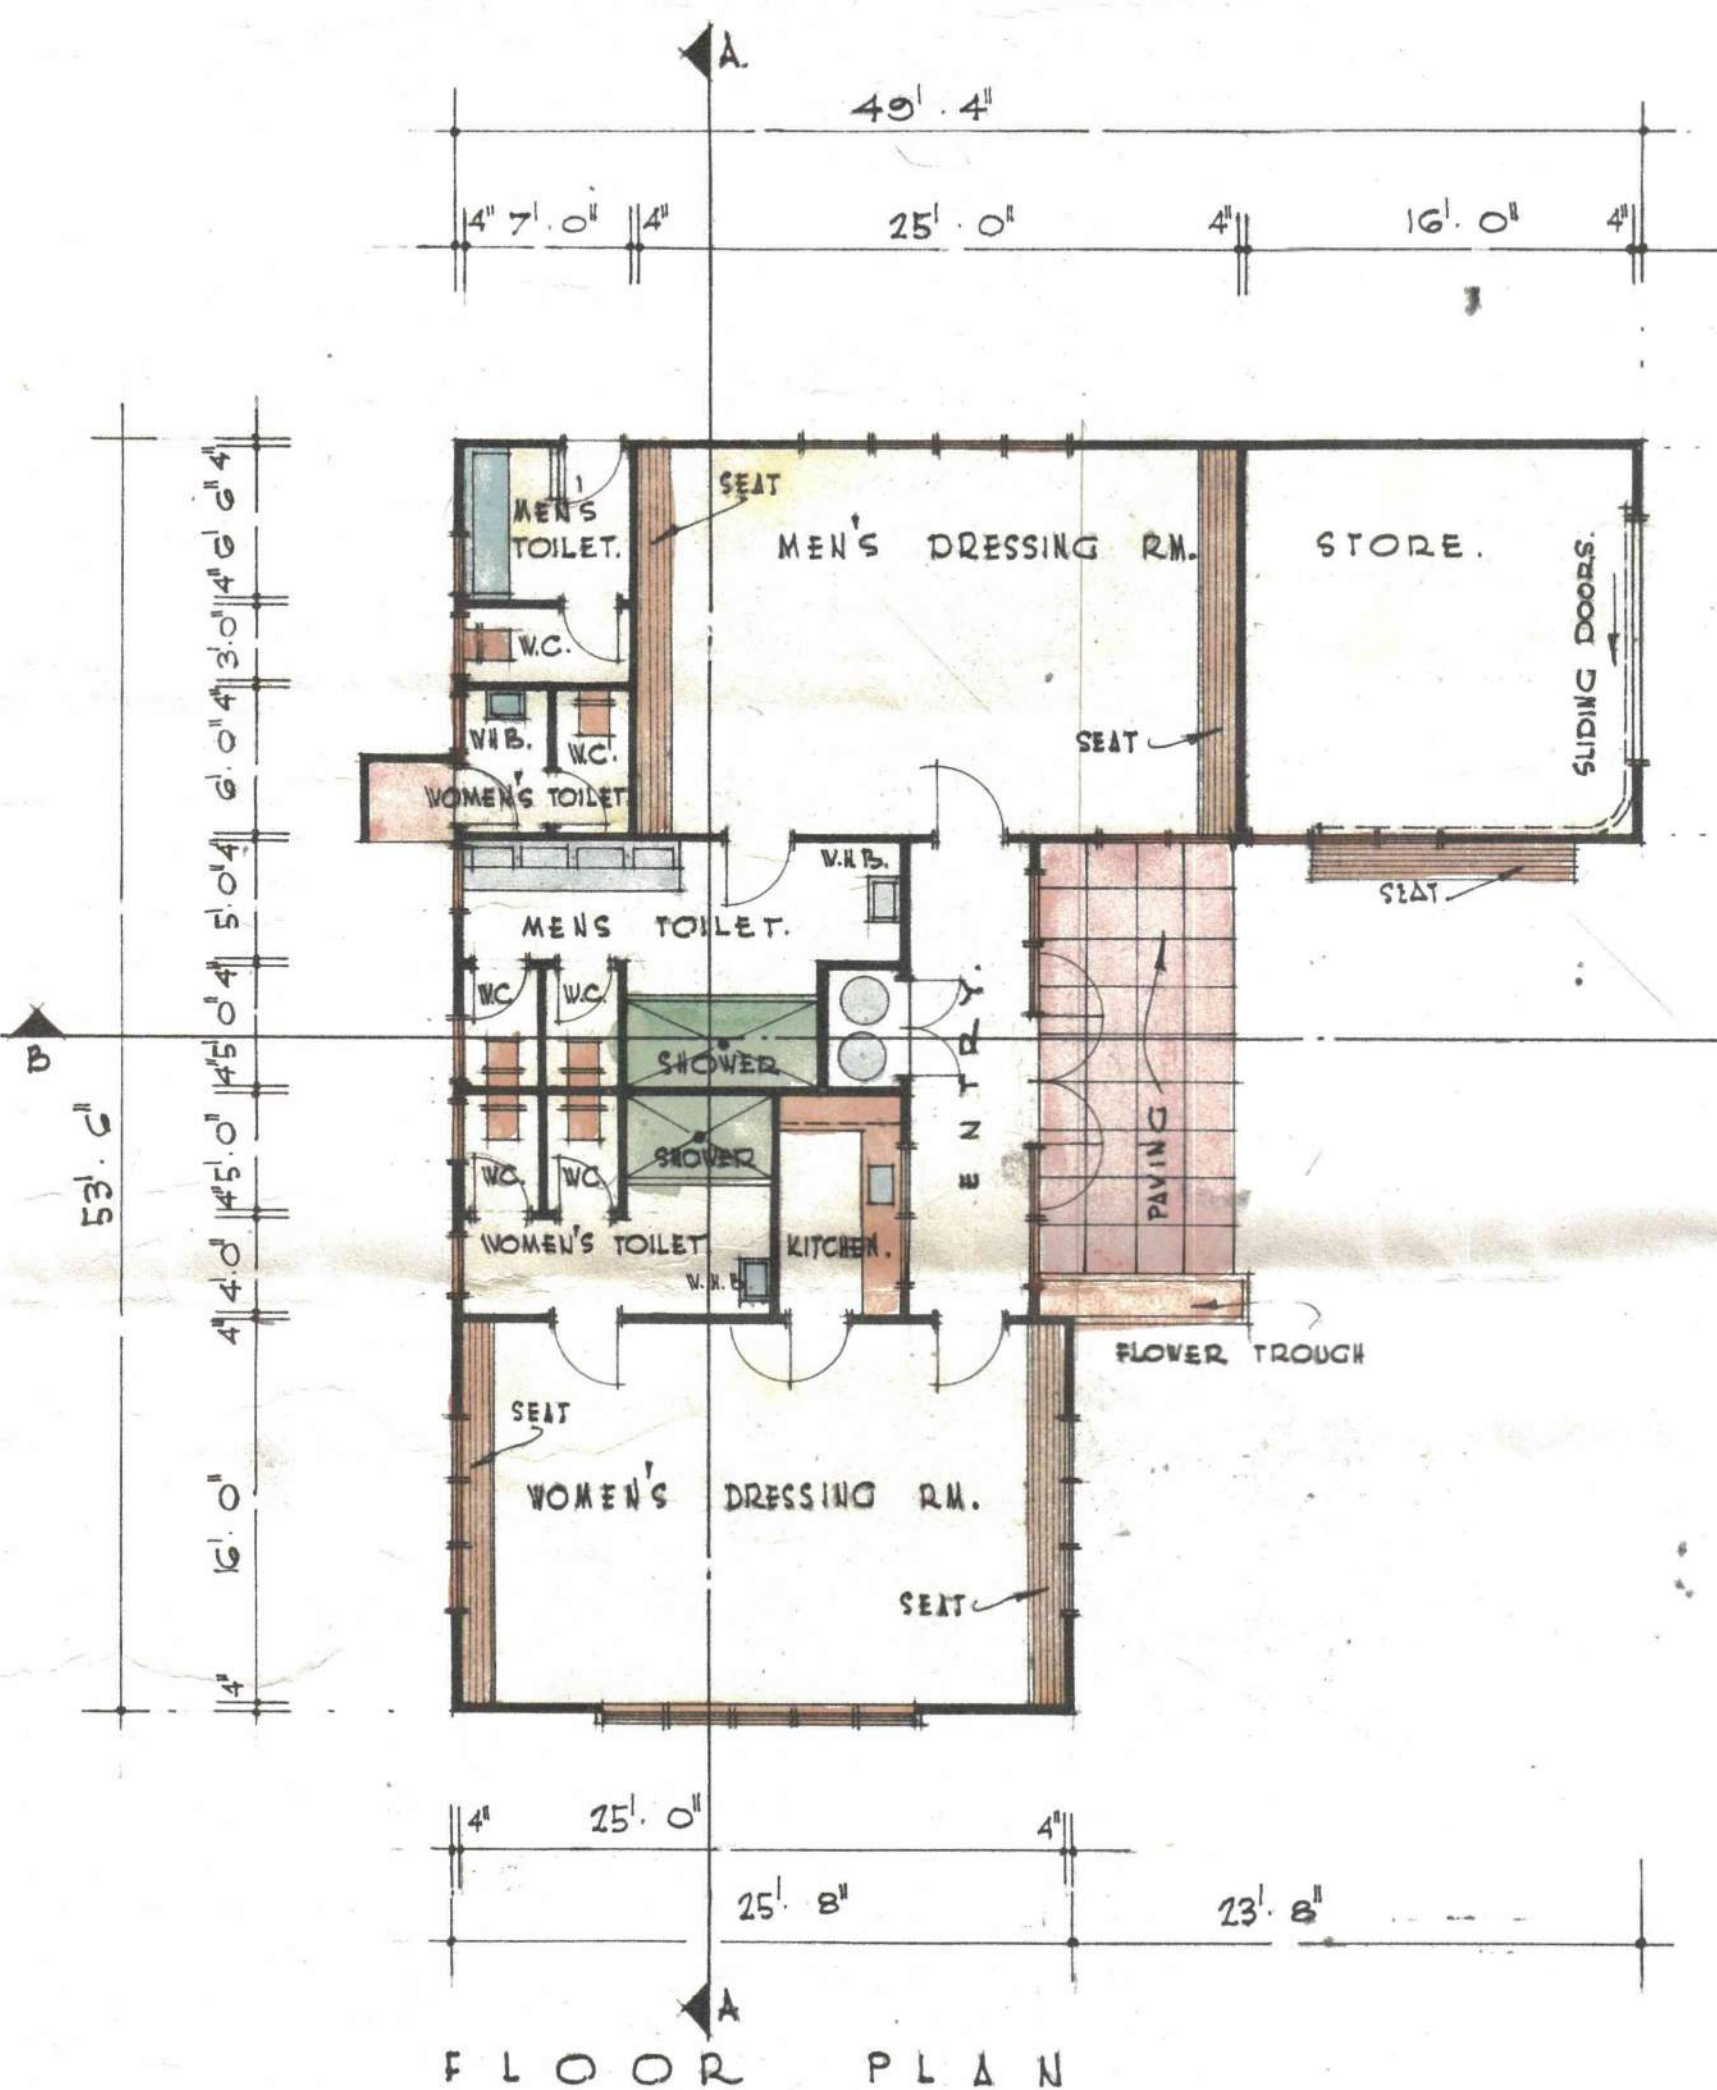 A.
49'. 4"
4" 7'. 0" 4" 25'. 0" 4" 16'. 0" 4"
4" 6'. 6" 4" 3'. 0" 4" 6'. 0" 4" 5'. 0" 4" 5'. 0" 4" 5'. 0" 4" 4'. 0" 4" 16'. 0" 4"
53'. 6"
SEAT
MEN'S
TOILET.
MEN'S DRESSING RM.
STORE.
SLIDING DOORS.
W.C.
W.H.B.
W.C.
SEAT
WOMEN'S TOILET.
W.H.B.
SEAT
MENS TOILET.
W.C.
W.C.
ENTRY.
B
SHOWER
PAVING
SHOWER
W.C.
W.C.
WOMEN'S TOILET
KITCHEN.
W.H.B.
FLOWER TROUGH
SEAT
WOMEN'S DRESSING RM.
SEAT
4" 25'. 0" 4"
25'. 8" 23'. 8"
A
FLOOR PLAN